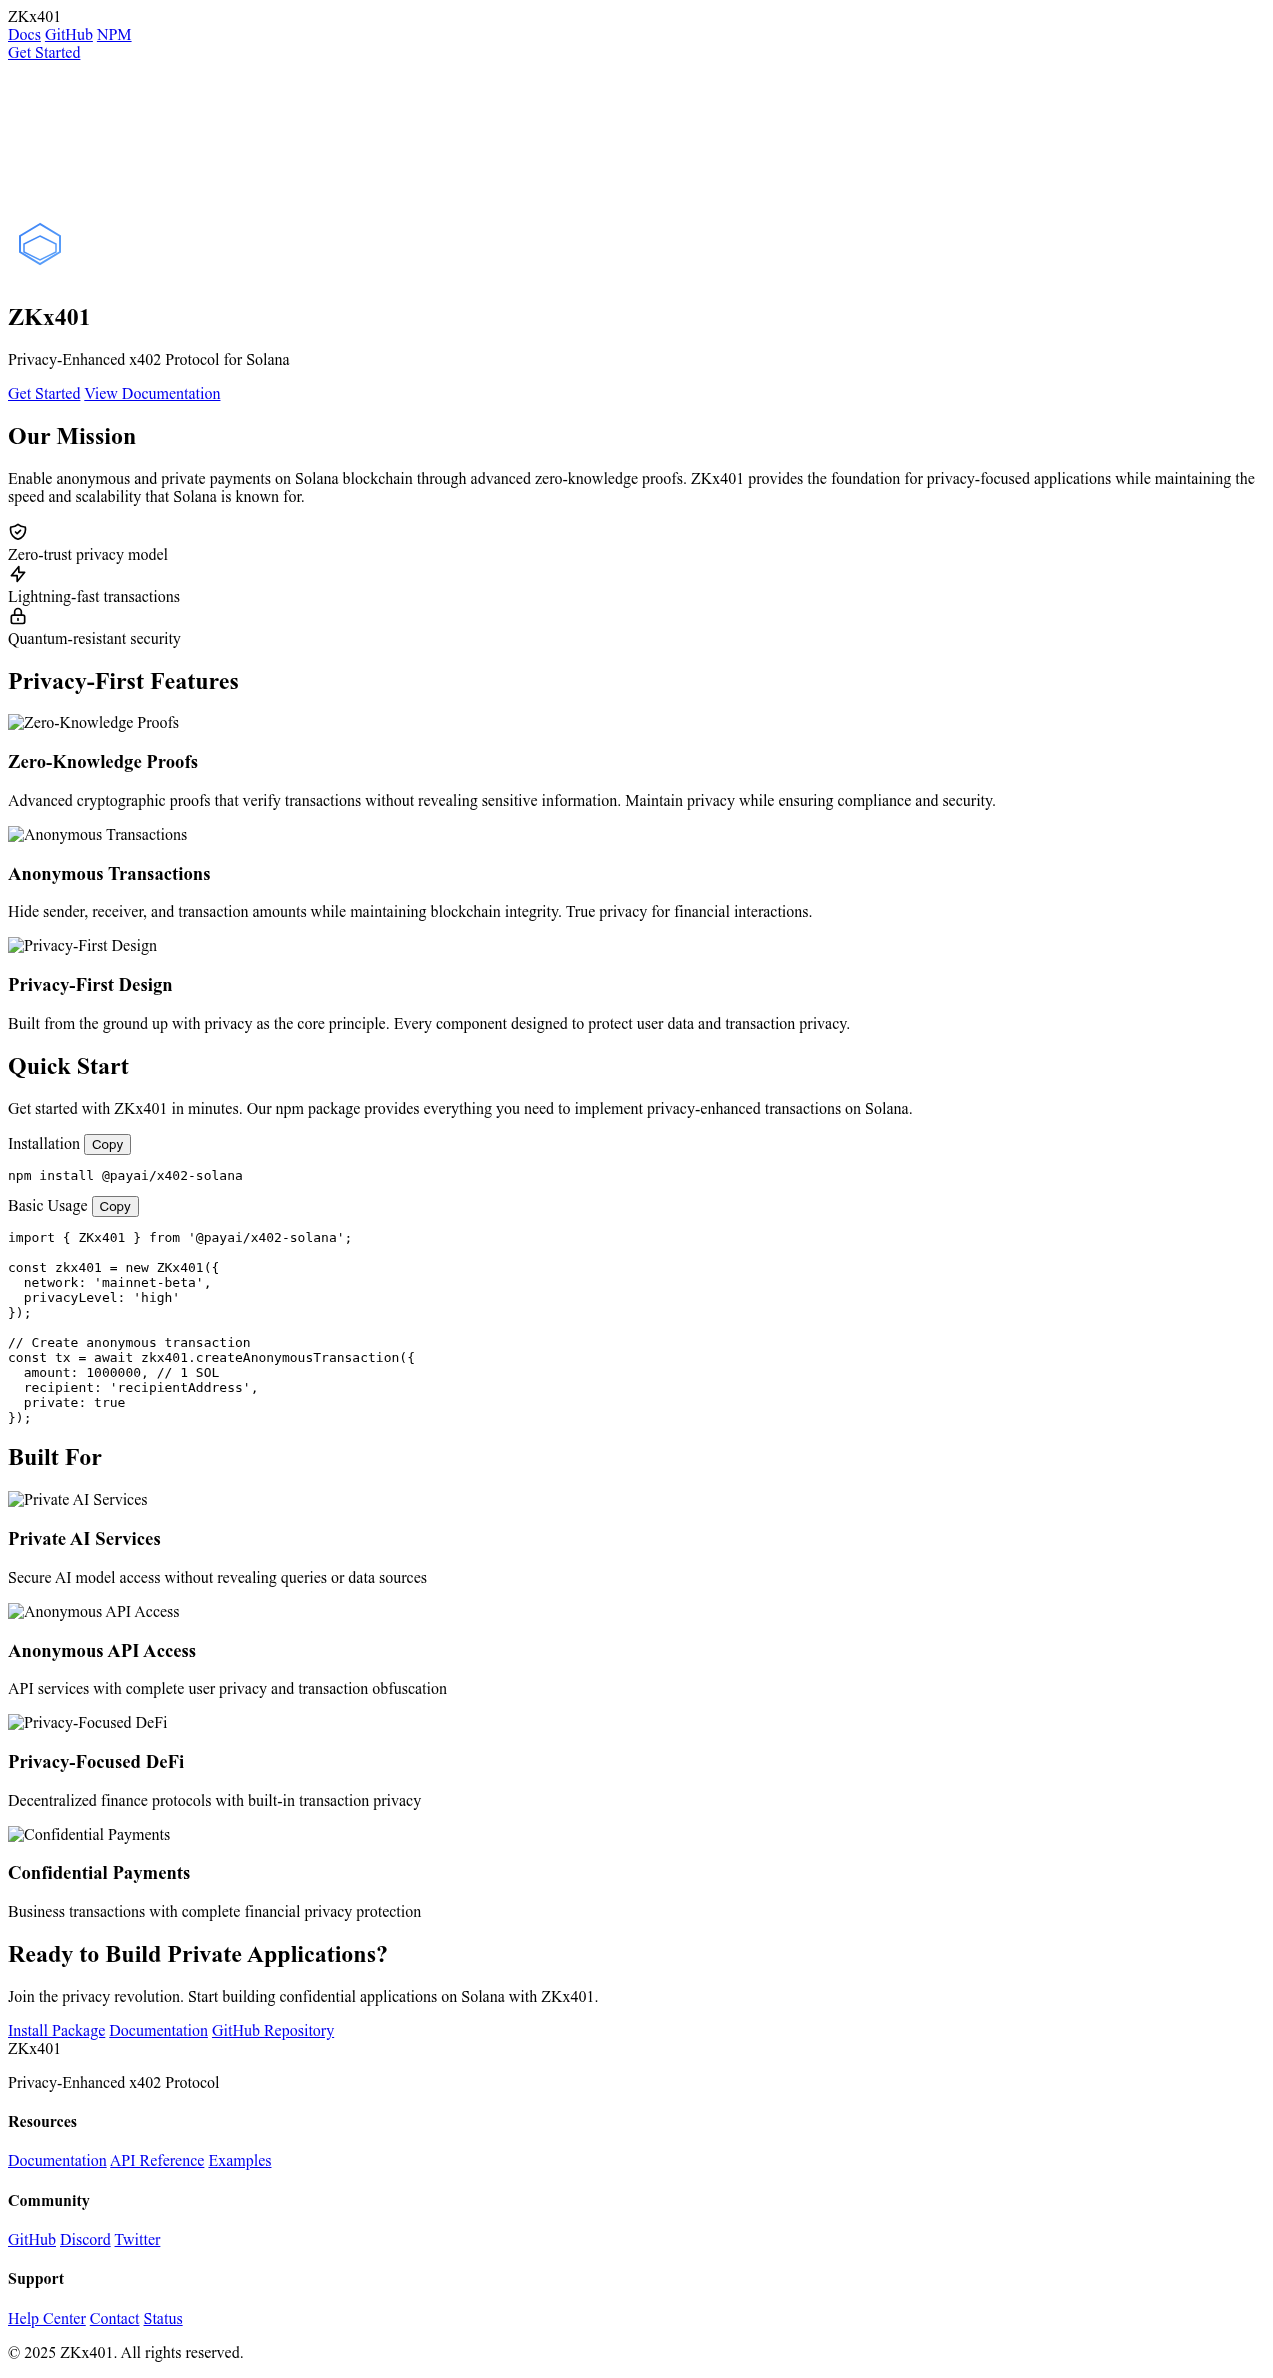 ZKx401
Docs GitHub NPM
Get Started
ZKx401
Privacy-Enhanced x402 Protocol for Solana
Get Started View Documentation
Our Mission
Enable anonymous and private payments on Solana blockchain through advanced zero-knowledge proofs. ZKx401 provides the foundation for privacy-focused applications while maintaining the
speed and scalability that Solana is known for.
Zero-trust privacy model
Lightning-fast transactions
Quantum-resistant security
Privacy-First Features
Zero-Knowledge Proofs
Zero-Knowledge Proofs
Advanced cryptographic proofs that verify transactions without revealing sensitive information. Maintain privacy while ensuring compliance and security.
Anonymous Transactions
Anonymous Transactions
Hide sender, receiver, and transaction amounts while maintaining blockchain integrity. True privacy for financial interactions.
Privacy-First Design
Privacy-First Design
Built from the ground up with privacy as the core principle. Every component designed to protect user data and transaction privacy.
Quick Start
Get started with ZKx401 in minutes. Our npm package provides everything you need to implement privacy-enhanced transactions on Solana.
Installation Copy
npm install @payai/x402-solana
Basic Usage Copy
import { ZKx401 } from '@payai/x402-solana';
const zkx401 = new ZKx401({
  network: 'mainnet-beta',
  privacyLevel: 'high'
});
// Create anonymous transaction
const tx = await zkx401.createAnonymousTransaction({
  amount: 1000000, // 1 SOL
  recipient: 'recipientAddress',
  private: true
});
Built For
Private AI Services
Private AI Services
Secure AI model access without revealing queries or data sources
Anonymous API Access
Anonymous API Access
API services with complete user privacy and transaction obfuscation
Privacy-Focused DeFi
Privacy-Focused DeFi
Decentralized finance protocols with built-in transaction privacy
Confidential Payments
Confidential Payments
Business transactions with complete financial privacy protection
Ready to Build Private Applications?
Join the privacy revolution. Start building confidential applications on Solana with ZKx401.
Install Package Documentation GitHub Repository
ZKx401
Privacy-Enhanced x402 Protocol
Resources
Documentation API Reference Examples
Community
GitHub Discord Twitter
Support
Help Center Contact Status
© 2025 ZKx401. All rights reserved.